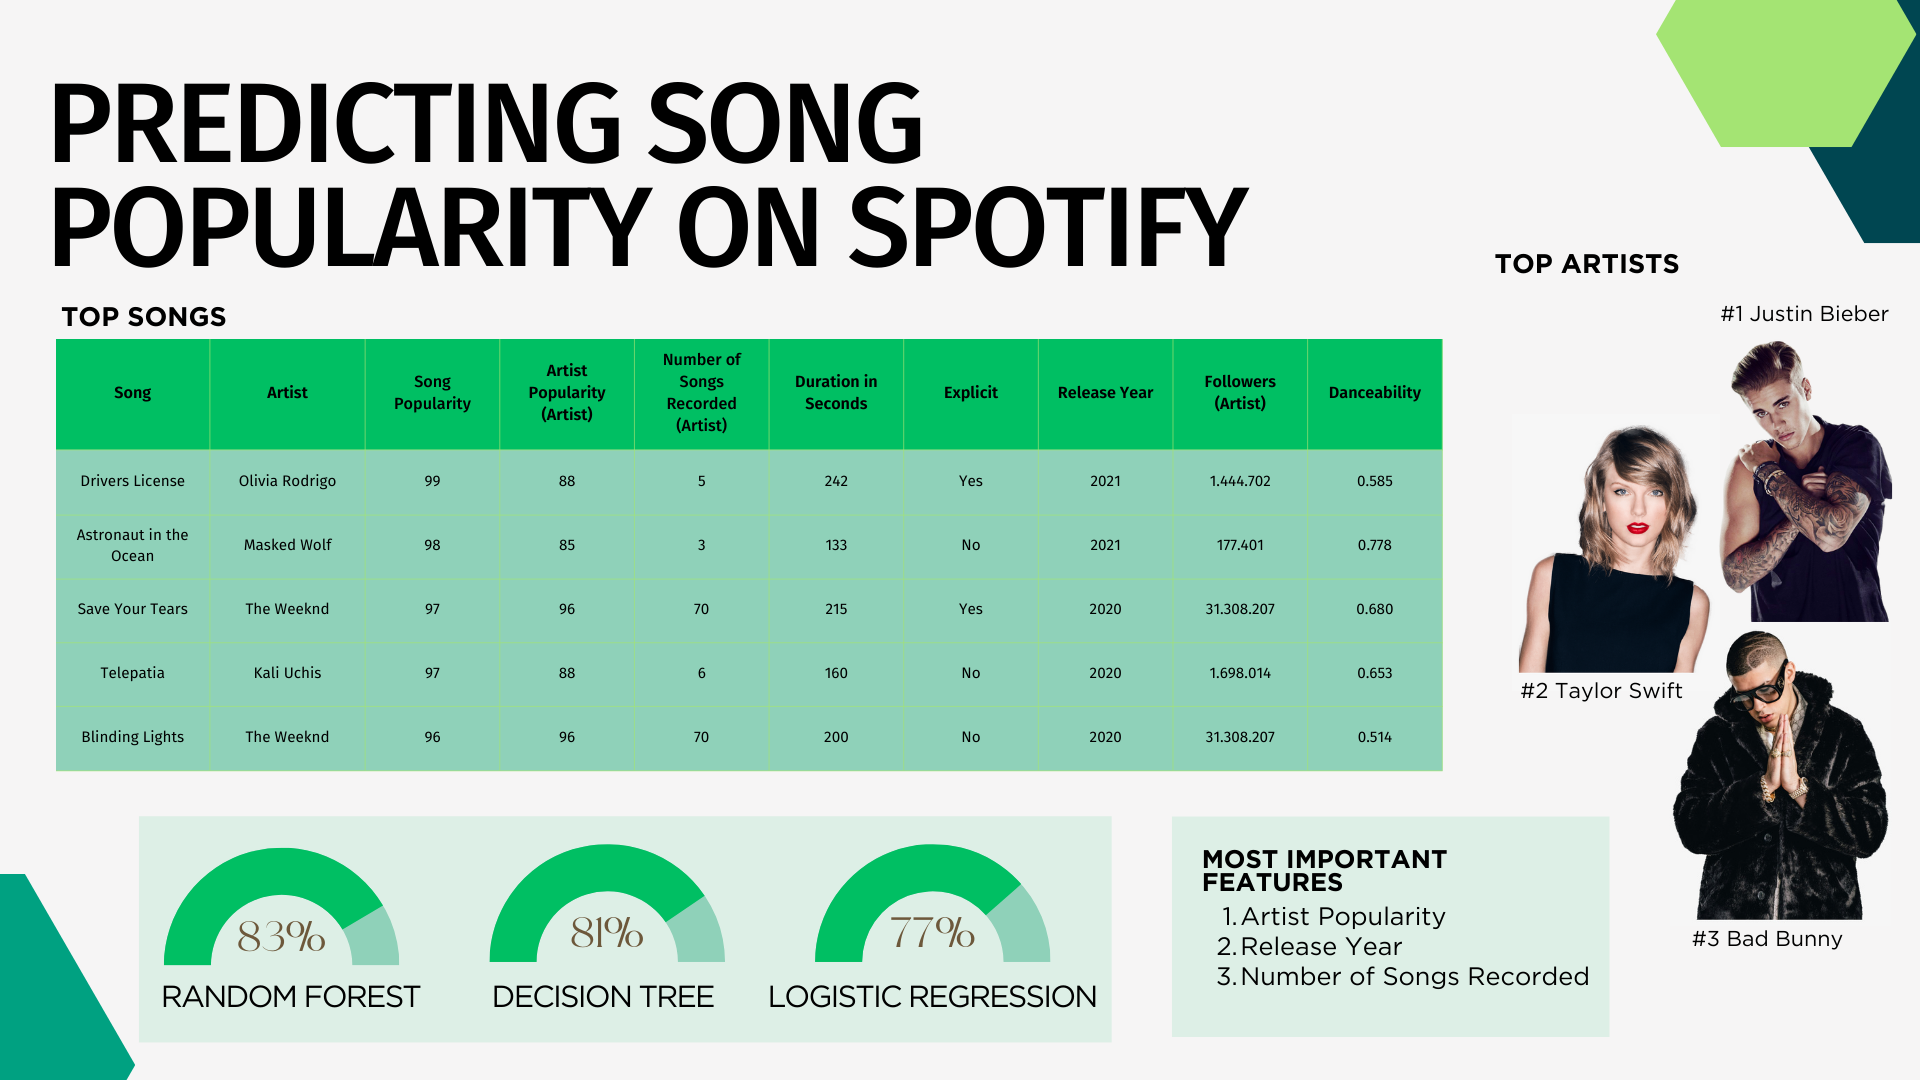 PREDICTING SONG
POPULARITY ON SPOTIFY
TOP SONGS
Song Artist Song Popularity Artist Popularity (Artist) Number of Songs Recorded (Artist) Duration in Seconds Explicit Release Year Followers (Artist) Danceability
Drivers License Olivia Rodrigo 99 88 5 242 Yes 2021 1.444.702 0.585
Astronaut in the Ocean Masked Wolf 98 85 3 133 No 2021 177.401 0.778
Save Your Tears The Weeknd 97 96 70 215 Yes 2020 31.308.207 0.680
Telepatia Kali Uchis 97 88 6 160 No 2020 1.698.014 0.653
Blinding Lights The Weeknd 96 96 70 200 No 2020 31.308.207 0.514
TOP ARTISTS
#1 Justin Bieber
#2 Taylor Swift
#3 Bad Bunny
83%
RANDOM FOREST
81%
DECISION TREE
77%
LOGISTIC REGRESSION
MOST IMPORTANT
FEATURES
1. Artist Popularity
2. Release Year
3. Number of Songs Recorded